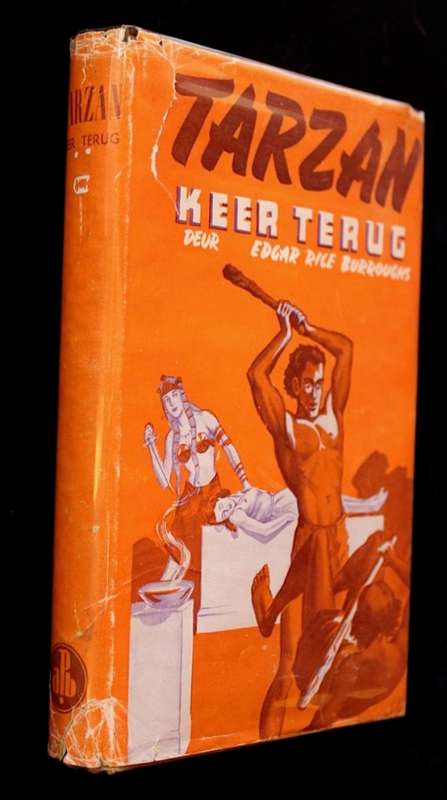 TARZAN
KEER TERUG
DEUR EDGAR RICE BURROUGHS
TARZAN
KEER TERUG